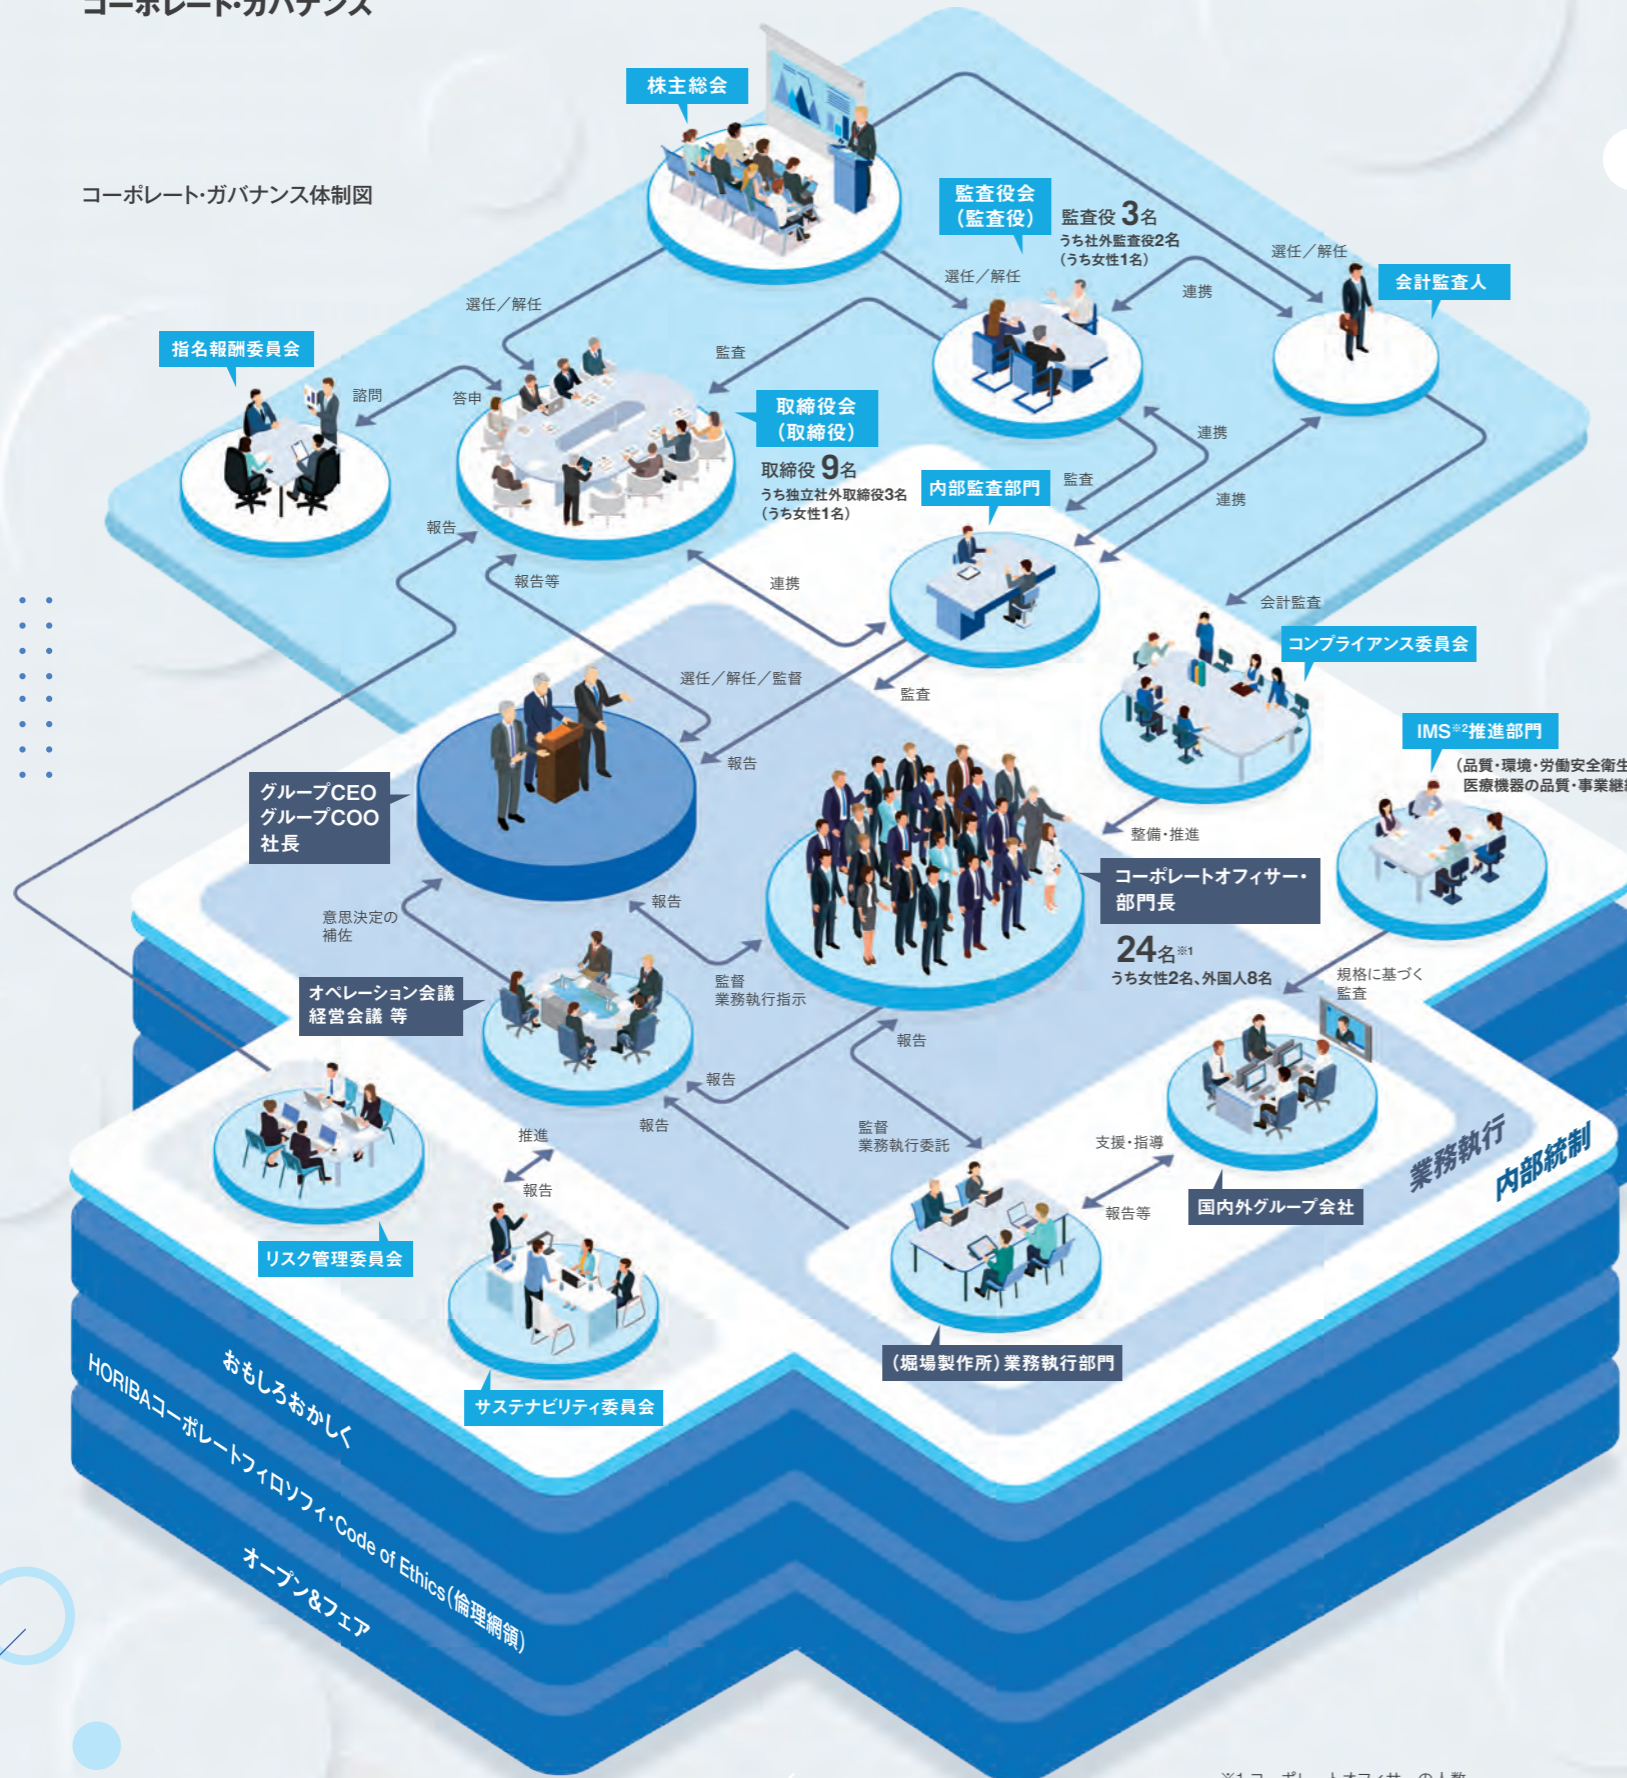 コーポレート・ガバナンス
コーポレート・ガバナンス体制図
株主総会
監査役会
（監査役）
監査役 3名
うち社外監査役2名
（うち女性1名）
選任／解任
会計監査人
選任／解任
連携
選任／解任
指名報酬委員会
諮問
答申
監査
取締役会
（取締役）
取締役 9名
うち独立社外取締役3名
（うち女性1名）
内部監査部門
監査
連携
連携
報告
報告等
連携
会計監査
コンプライアンス委員会
選任／解任／監督
監査
報告
IMS※2推進部門
（品質・環境・労働安全衛生
医療機器の品質・事業継
グループCEO
グループCOO
社長
整備・推進
コーポレートオフィサー・
部門長
24名※1
うち女性2名、外国人8名
意思決定の
補佐
報告
監督
業務執行指示
規格に基づく
監査
オペレーション会議
経営会議 等
報告
報告
報告
監督
業務執行委託
推進
報告
支援・指導
報告等
国内外グループ会社
業務執行
内部統制
リスク管理委員会
サステナビリティ委員会
（堀場製作所）業務執行部門
おもしろおかしく
HORIBAコーポレートフィロソフィ・Code of Ethics（倫理綱領）
オープン&フェア
※1 コーポレートオフィサーの人数